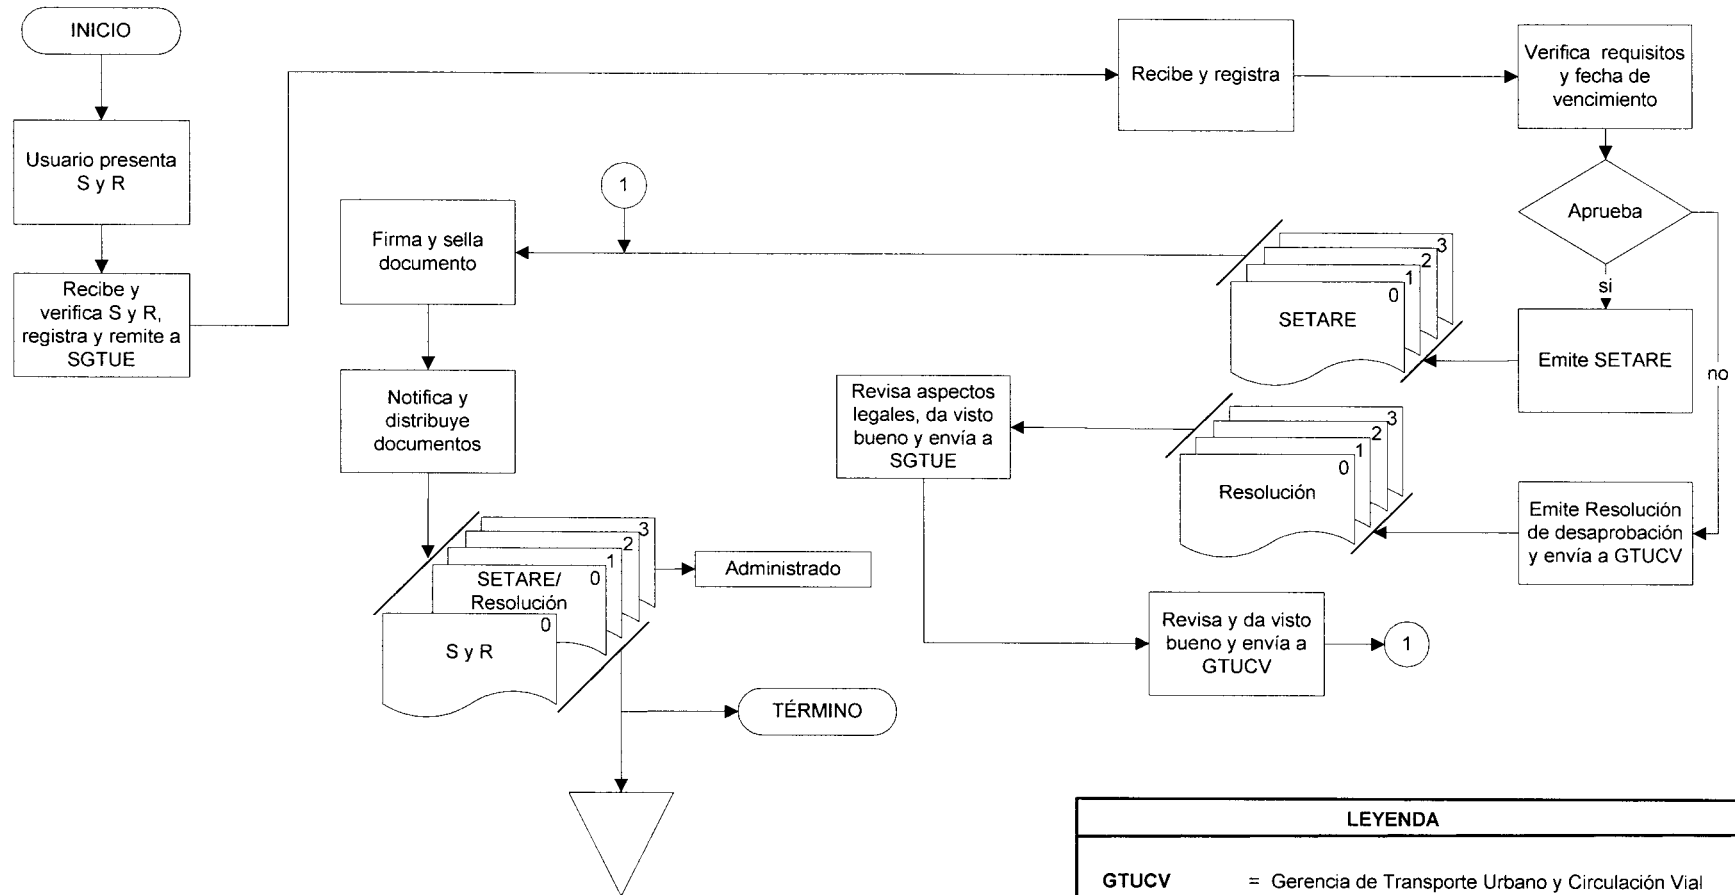 INICIO
Usuario presenta
S y R
Recibe y
verifica S y R,
registra y remite a
SGTUE
Recibe y registra
Verifica requisitos
y fecha de
vencimiento
Aprueba
si
no
Emite SETARE
3
2
1
0
SETARE
1
Firma y sella
documento
Notifica y
distribuye
documentos
Emite Resolución
de desaprobación
y envía a GTUCV
3
2
1
0
Resolución
Revisa aspectos
legales, da visto
bueno y envía a
SGTUE
Revisa y da visto
bueno y envía a
GTUCV
1
3
2
1
0
SETARE/
Resolución
0
S y R
Administrado
TÉRMINO
LEYENDA
GTUCV = Gerencia de Transporte Urbano y Circulación Vial